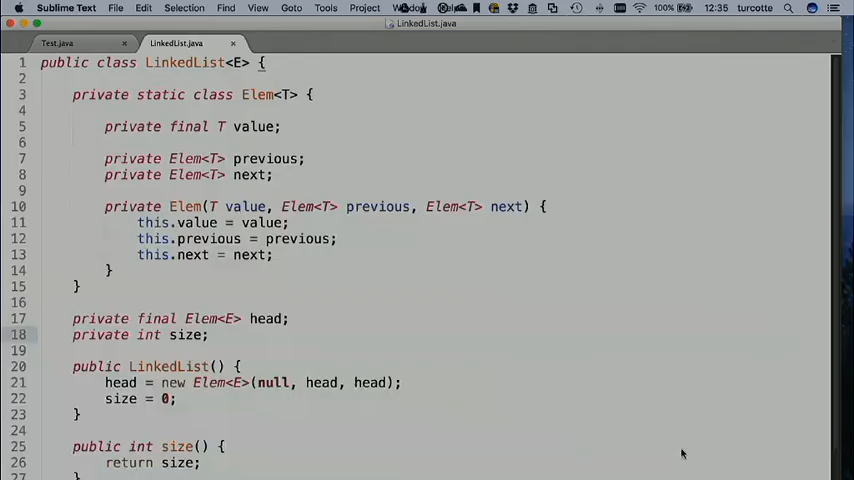 Sublime Text File Edit Selection Find View Goto Tools Project 100% 12:35 turcotte
LinkedList.java
Test.java × LinkedList.java ×
1 public class LinkedList<E> {
2
3 private static class Elem<T> {
4
5 private final T value;
6
7 private Elem<T> previous;
8 private Elem<T> next;
9
10 private Elem(T value, Elem<T> previous, Elem<T> next) {
11 this.value = value;
12 this.previous = previous;
13 this.next = next;
14 }
15 }
16
17 private final Elem<E> head;
18 private int size;
19
20 public LinkedList() {
21 head = new Elem<E>(null, head, head);
22 size = 0;
23 }
24
25 public int size() {
26 return size;
27 }